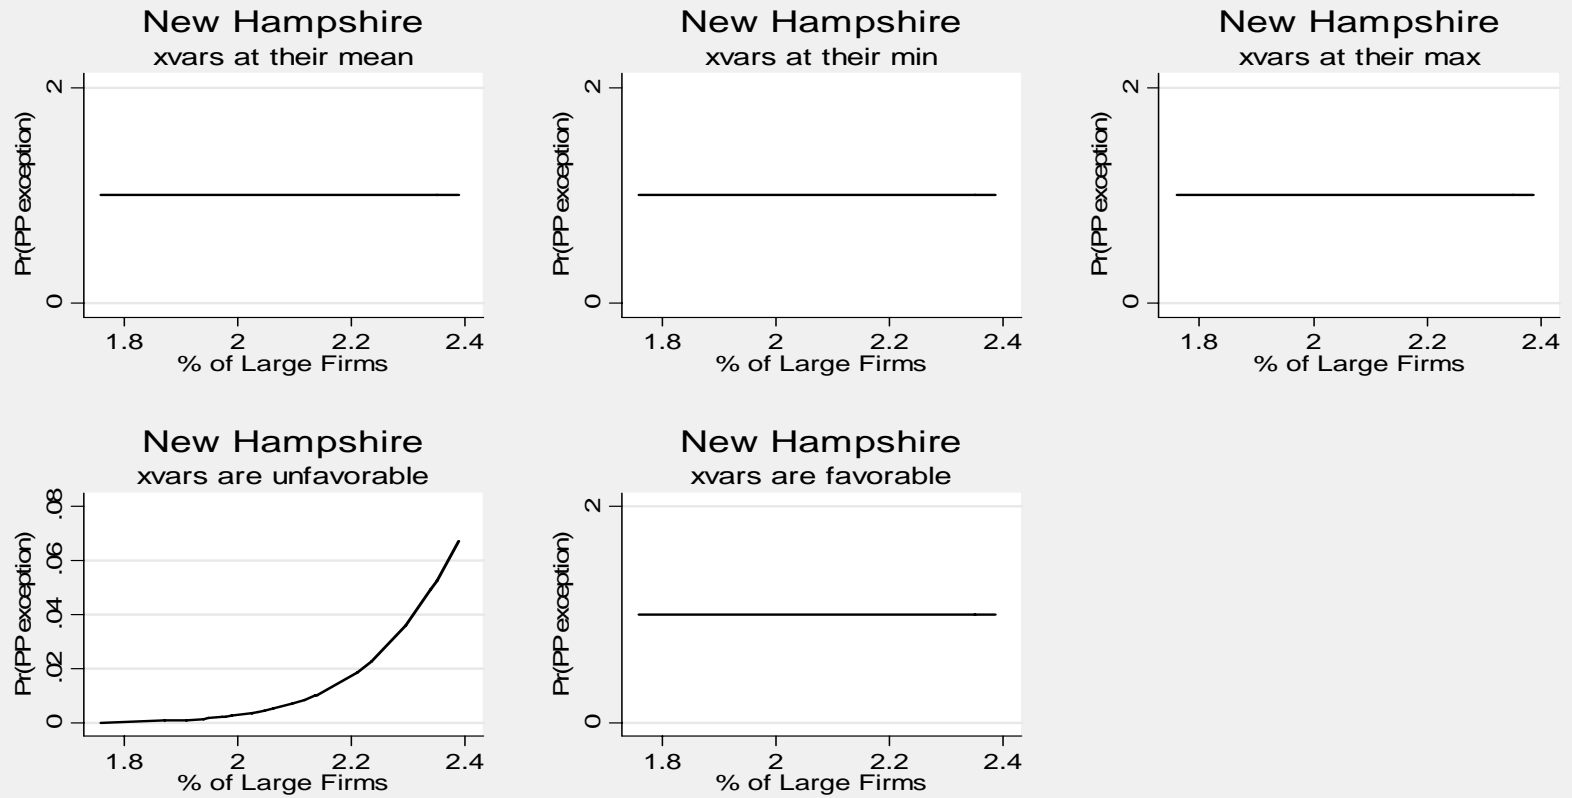 New Hampshire
xvars at their mean
Pr(PP exception)
2
0
1.8 2 2.2 2.4
% of Large Firms
New Hampshire
xvars at their min
Pr(PP exception)
2
0
1.8 2 2.2 2.4
% of Large Firms
New Hampshire
xvars at their max
Pr(PP exception)
2
0
1.8 2 2.2 2.4
% of Large Firms
New Hampshire
xvars are unfavorable
Pr(PP exception)
.08
.06
.04
.02
0
1.8 2 2.2 2.4
% of Large Firms
New Hampshire
xvars are favorable
Pr(PP exception)
2
0
1.8 2 2.2 2.4
% of Large Firms